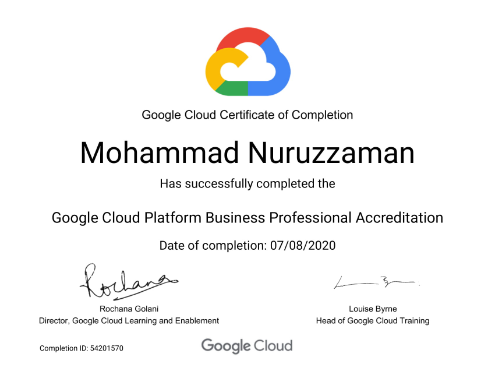 Google Cloud Certificate of Completion
Mohammad Nuruzzaman
Has successfully completed the
Google Cloud Platform Business Professional Accreditation
Date of completion: 07/08/2020
Rochana
Rochana Golani
Director, Google Cloud Learning and Enablement
Louise Byrne
Head of Google Cloud Training
Completion ID: 54201570
Google Cloud